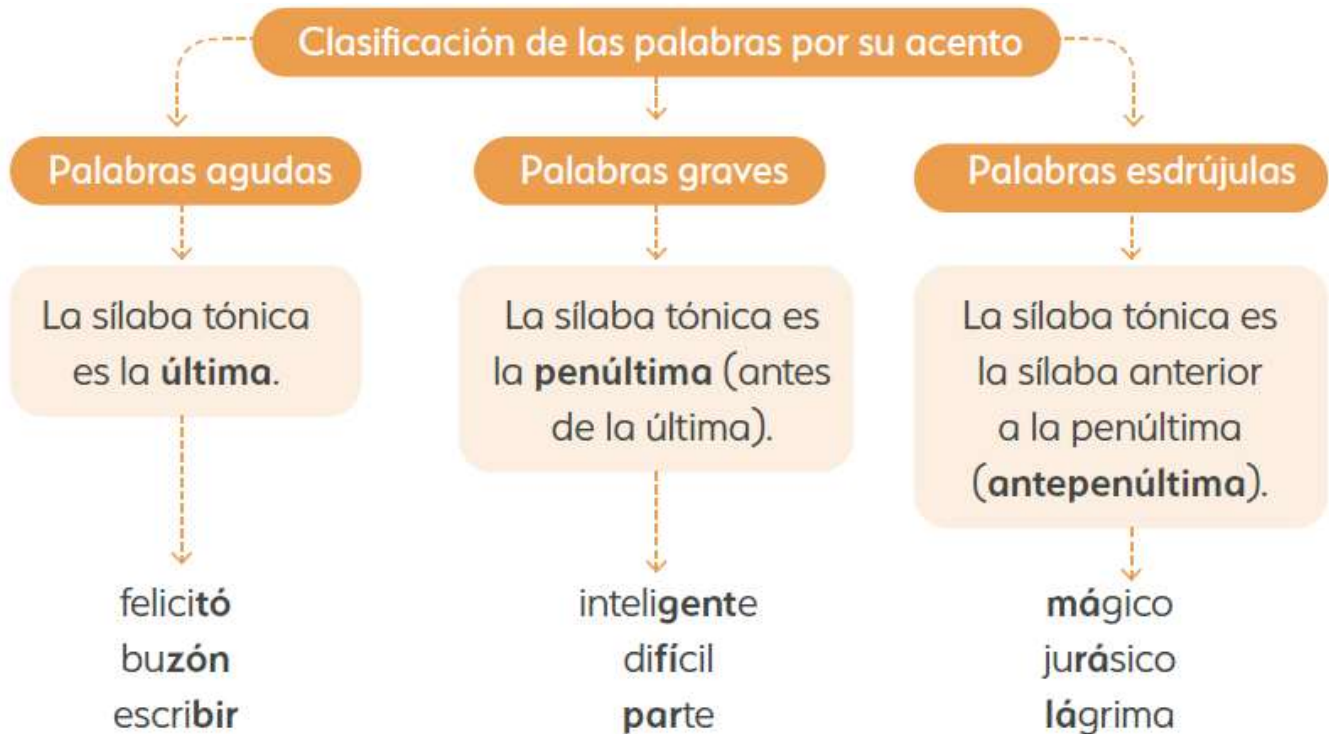 Clasificación de las palabras por su acento
Palabras agudas
La sílaba tónica
es la última.
felicitó
buzón
escribir
Palabras graves
La sílaba tónica es
la penúltima (antes
de la última).
inteligente
difícil
parte
Palabras esdrújulas
La sílaba tónica es
la sílaba anterior
a la penúltima
(antepenúltima).
mágico
jurásico
lágrima